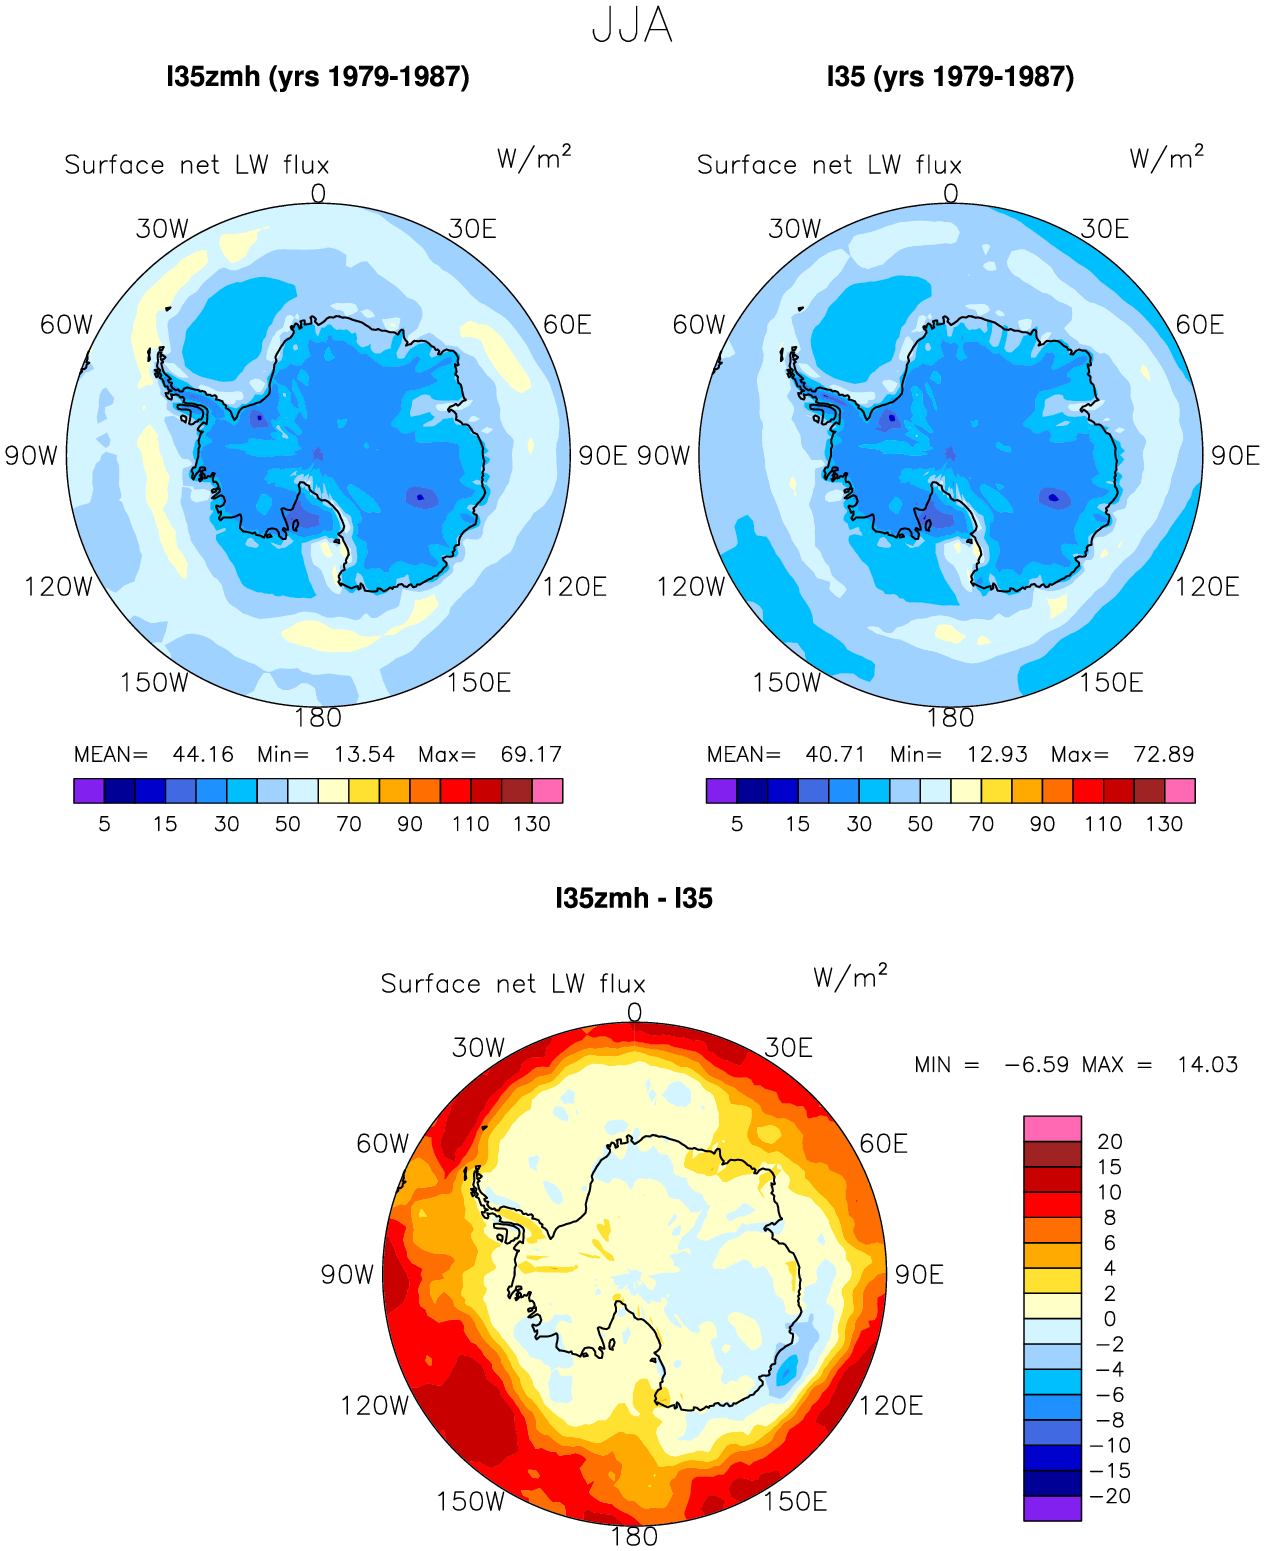 JJA
I35zmh (yrs 1979-1987) I35 (yrs 1979-1987)
Surface net LW flux W/m² Surface net LW flux W/m²
0 0
30W 30E 30W 30E
60W 60E 60W 60E
90W 90E 90W 90E
120W 120E 120W 120E
150W 150E 150W 150E
180 180
MEAN= 44.16 Min= 13.54 Max= 69.17 MEAN= 40.71 Min= 12.93 Max= 72.89
5 15 30 50 70 90 110 130 5 15 30 50 70 90 110 130
I35zmh - I35
Surface net LW flux W/m²
0
30W 30E
MIN = −6.59 MAX = 14.03
60W 60E
90W 90E
120W 120E
150W 150E
180
20
15
10
8
6
4
2
0
−2
−4
−6
−8
−10
−15
−20